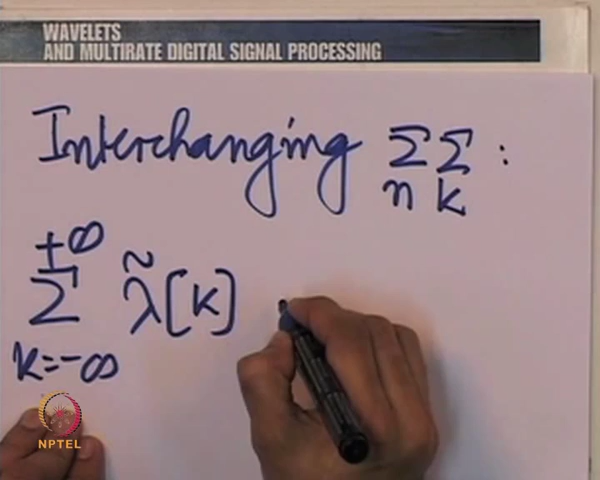 WAVELETS
AND MULTIRATE DIGITAL SIGNAL PROCESSING
Interchanging Σ Σ :
n k
+∞
Σ λ̃[k]
k=-∞
NPTEL